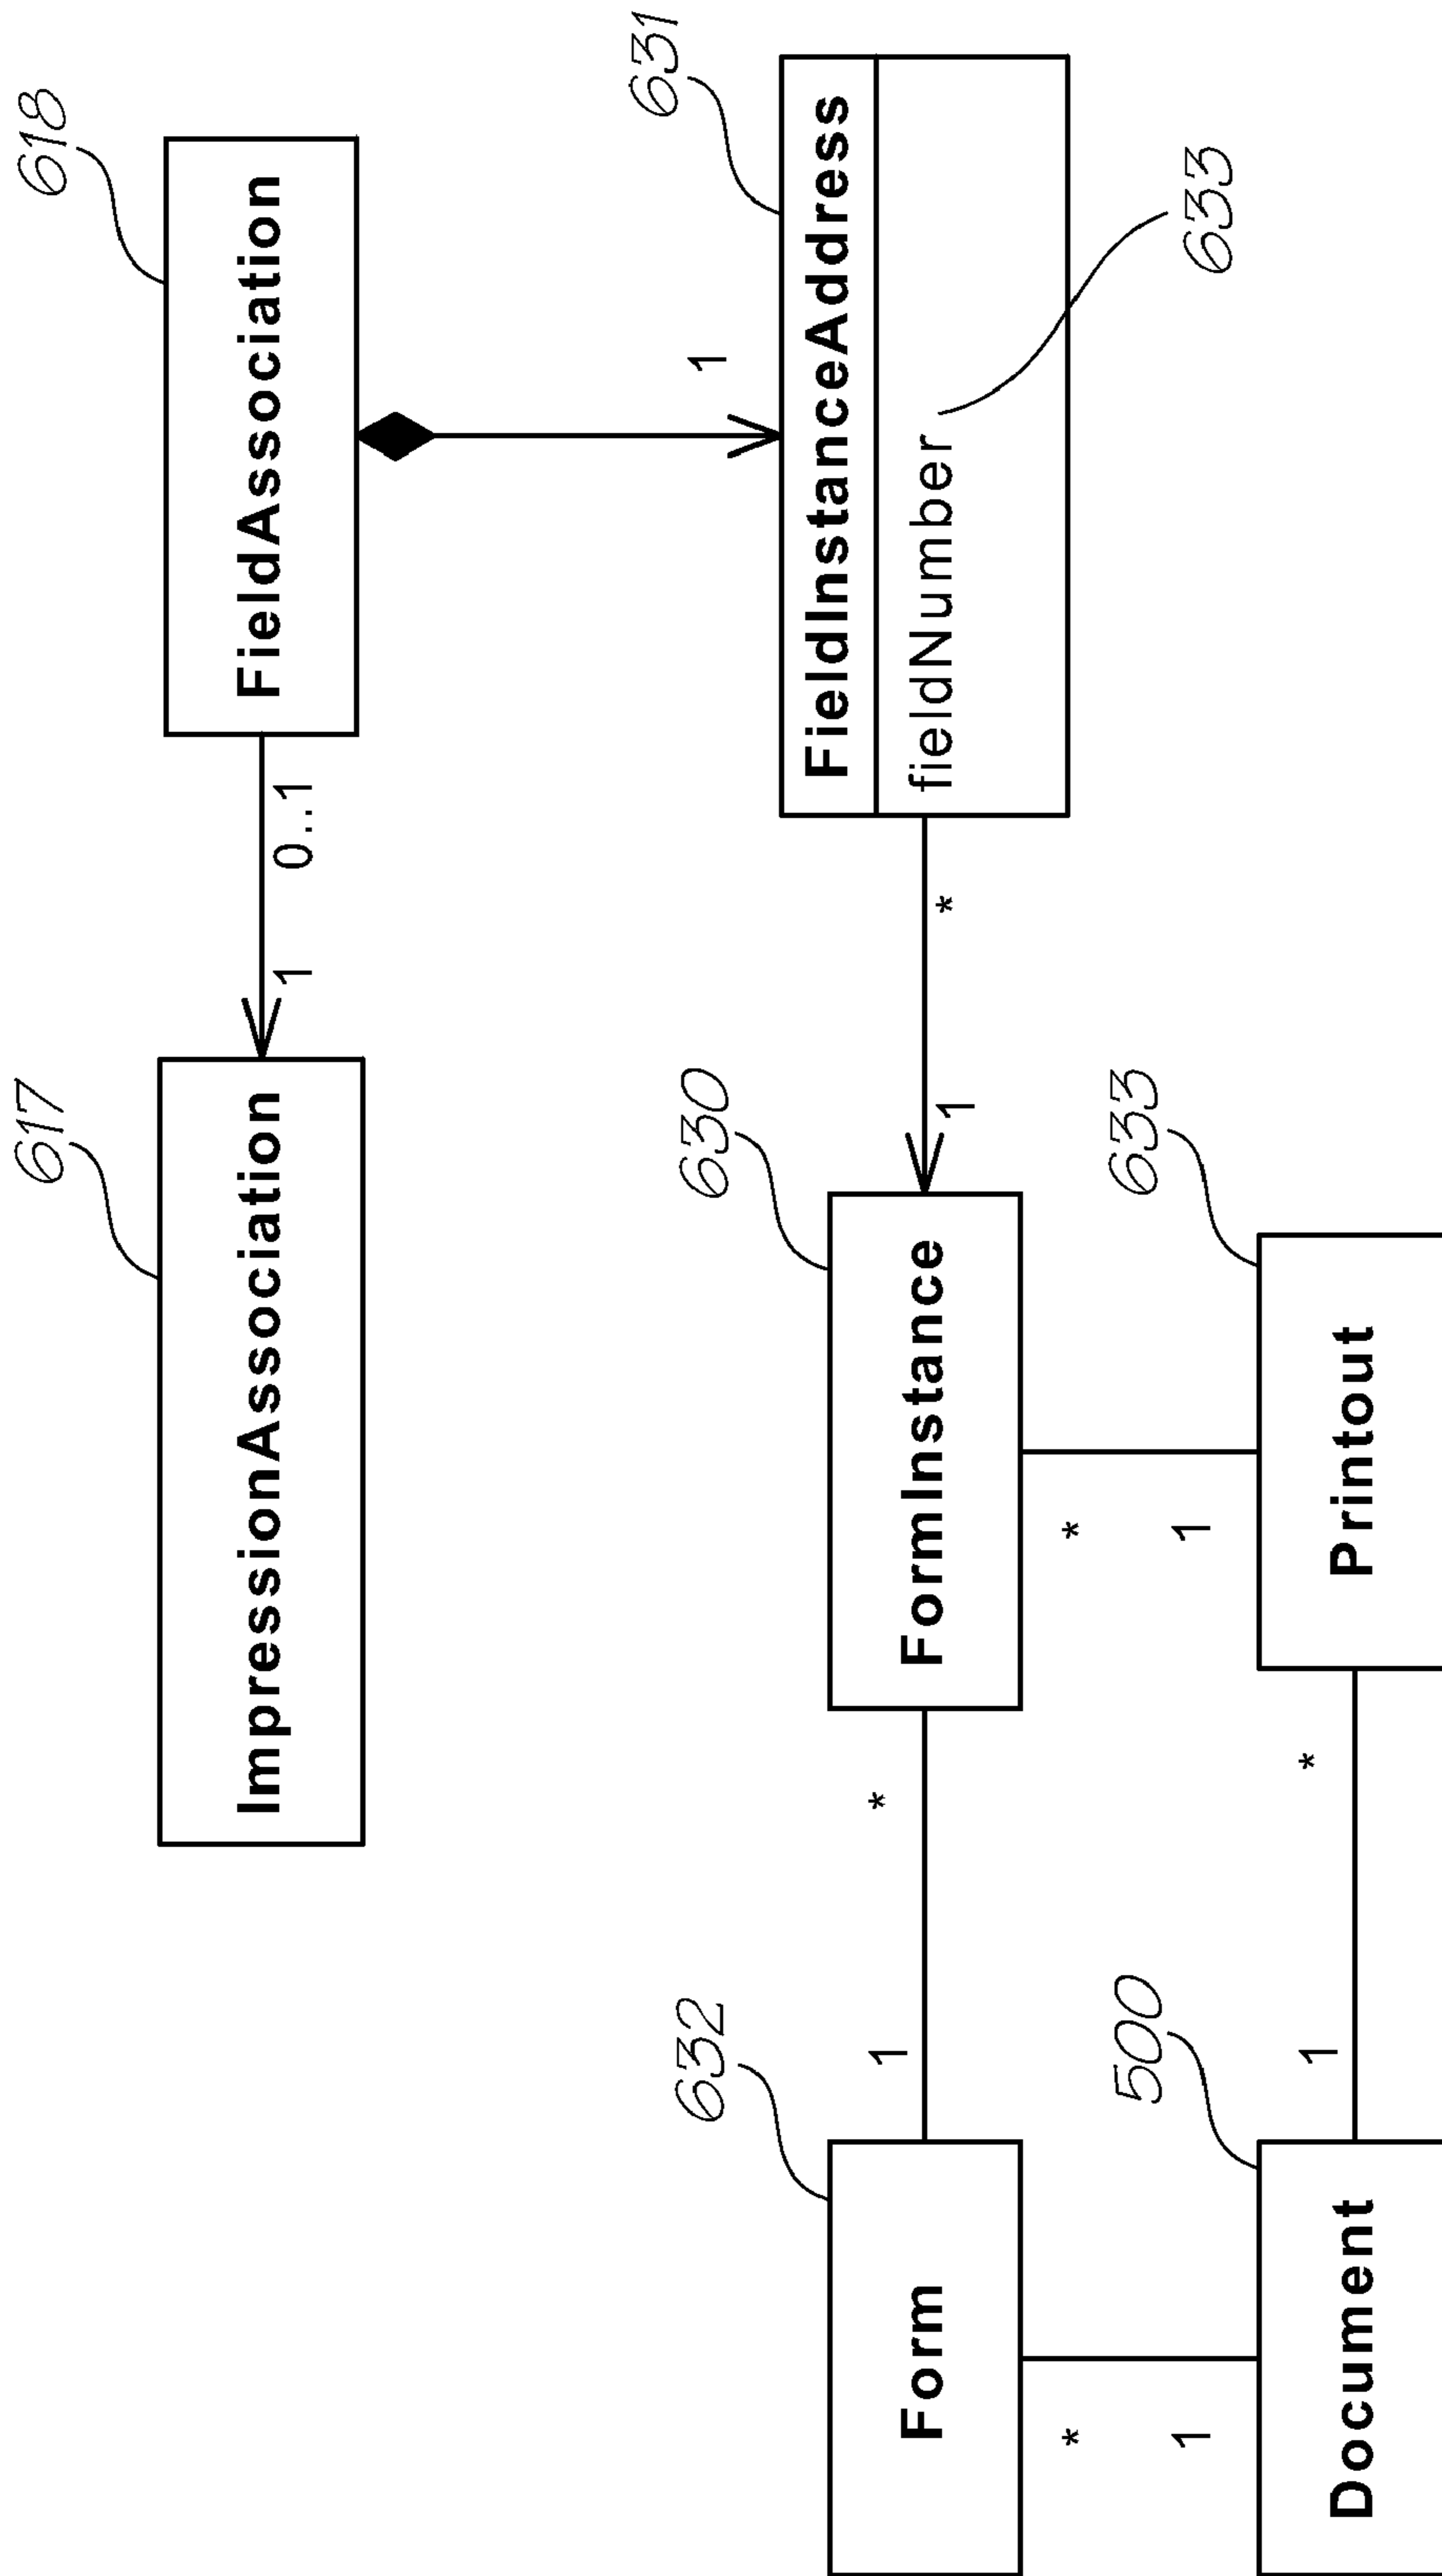 617
618
ImpressionAssociation
1
0..1
FieldAssociation
1
632
630
631
Form
1
*
FormInstance
1
*
FieldInstanceAddress
fieldNumber
*
1
*
1
500
633
633
Document
1
*
Printout